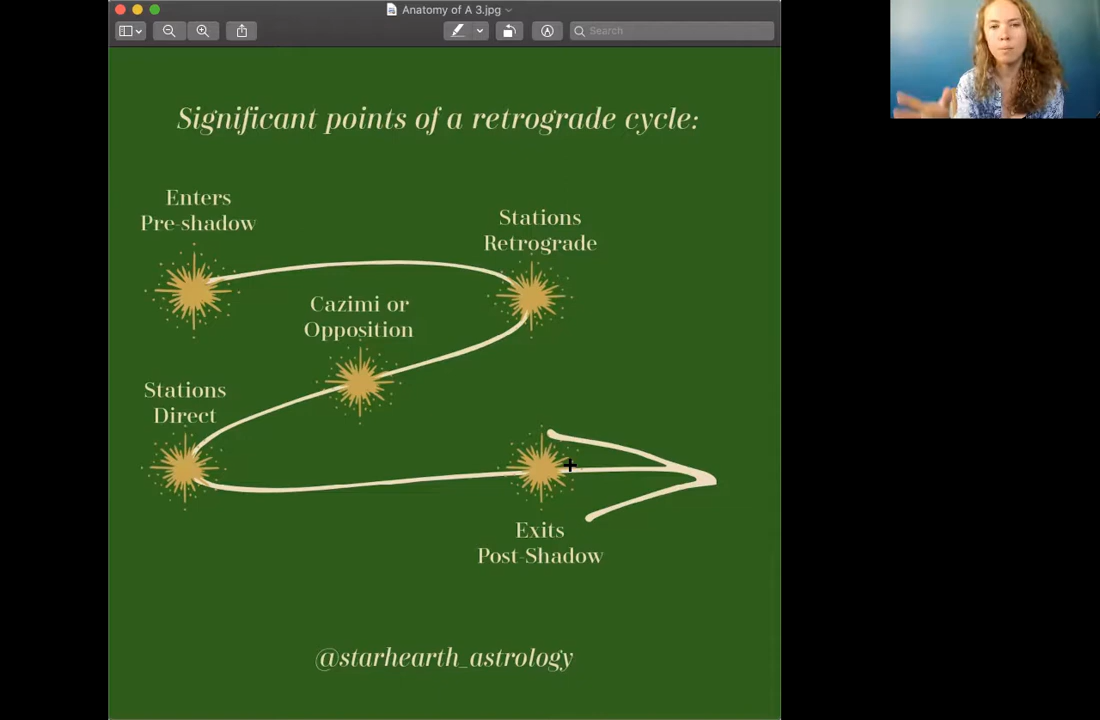 Anatomy of A 3.jpg
Search
Significant points of a retrograde cycle:
Enters
Pre-shadow
Stations
Retrograde
Cazimi or
Opposition
Stations
Direct
Exits
Post-Shadow
@starhearth_astrology